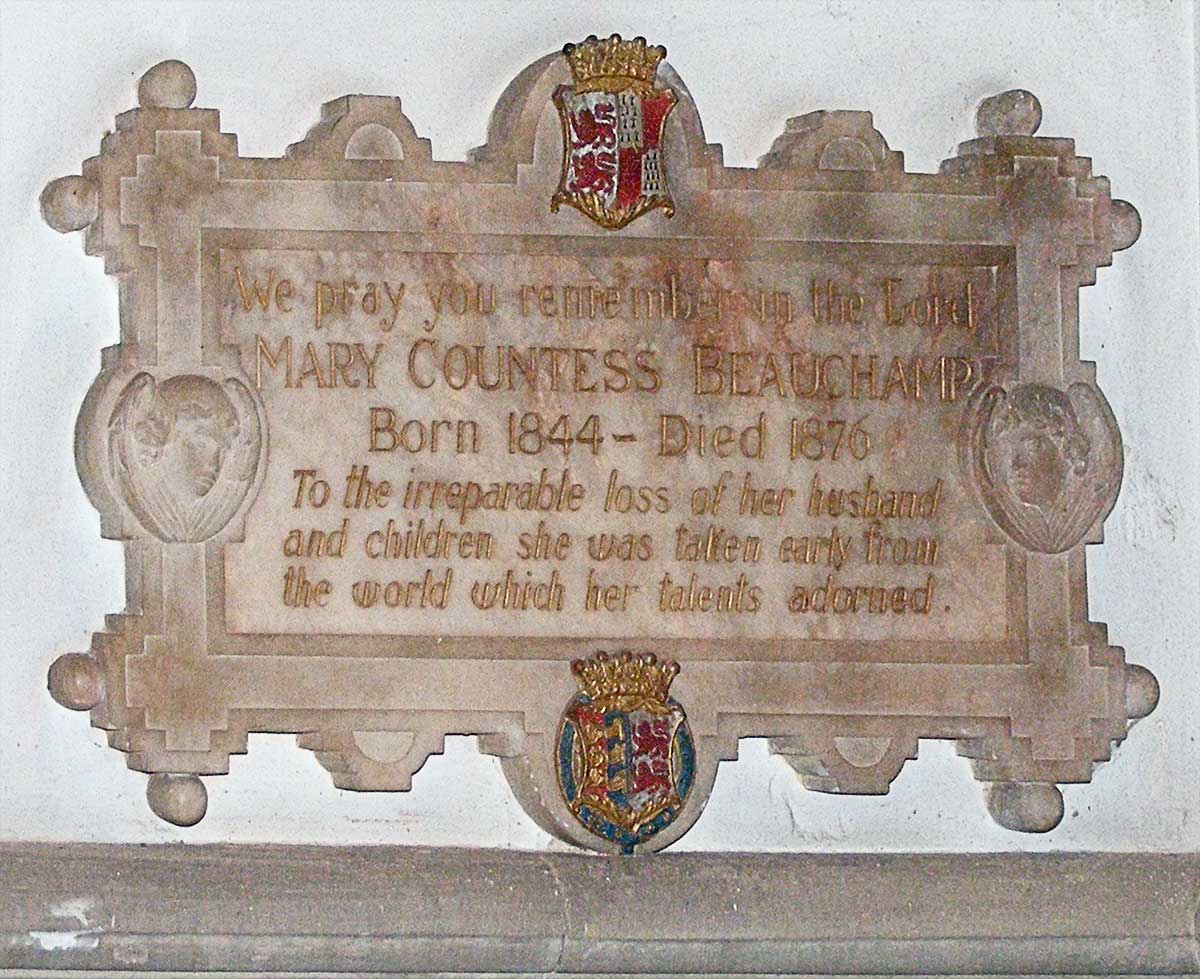 We pray you remember in the Lord
MARY COUNTESS BEAUCHAMP
Born 1844 – Died 1876
To the irreparable loss of her husband
and children she was taken early from
the world which her talents adorned.